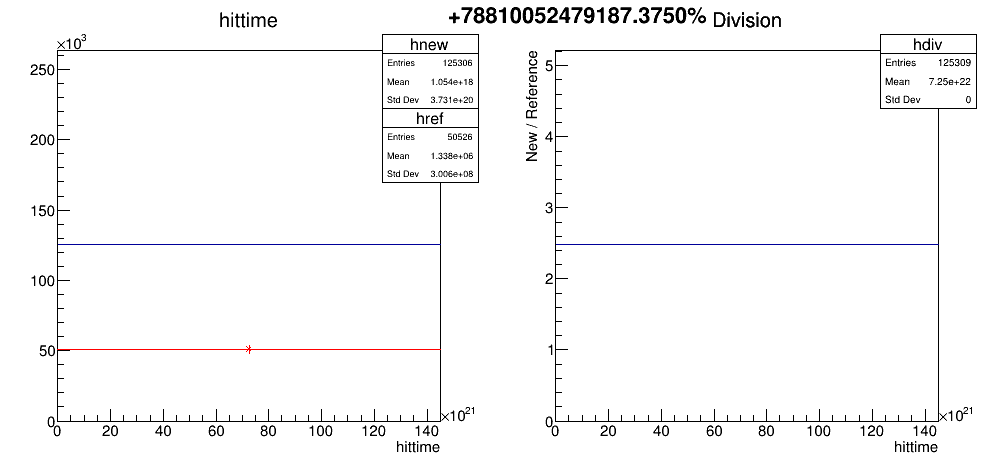 hittime
+78810052479187.3750% Division
×10³
250
200
150
100
50
0
0 20 40 60 80 100 120 140
×10²¹
hittime
hnew
Entries 125306
Mean 1.054e+18
Std Dev 3.731e+20
href
Entries 50526
Mean 1.338e+06
Std Dev 3.006e+08
New / Reference
5
4
3
2
1
0
0 20 40 60 80 100 120 140
×10²¹
hittime
hdiv
Entries 125309
Mean 7.25e+22
Std Dev 0